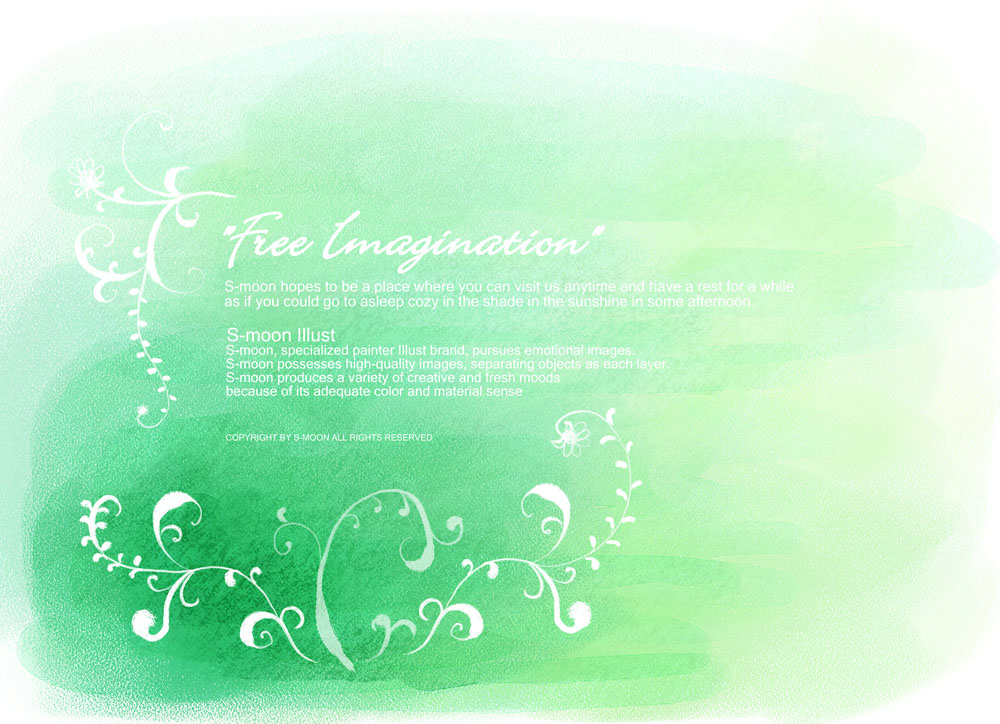 "Free Imagination"
S-moon hopes to be a place where you can visit us anytime and have a rest for a while
as if you could go to asleep cozy in the shade in the sunshine in some afternoon.
S-moon Illust
S-moon, specialized painter Illust brand, pursues emotional images.
S-moon possesses high-quality images, separating objects as each layer.
S-moon produces a variety of creative and fresh moods
because of its adequate color and material sense
COPYRIGHT BY S-MOON ALL RIGHTS RESERVED